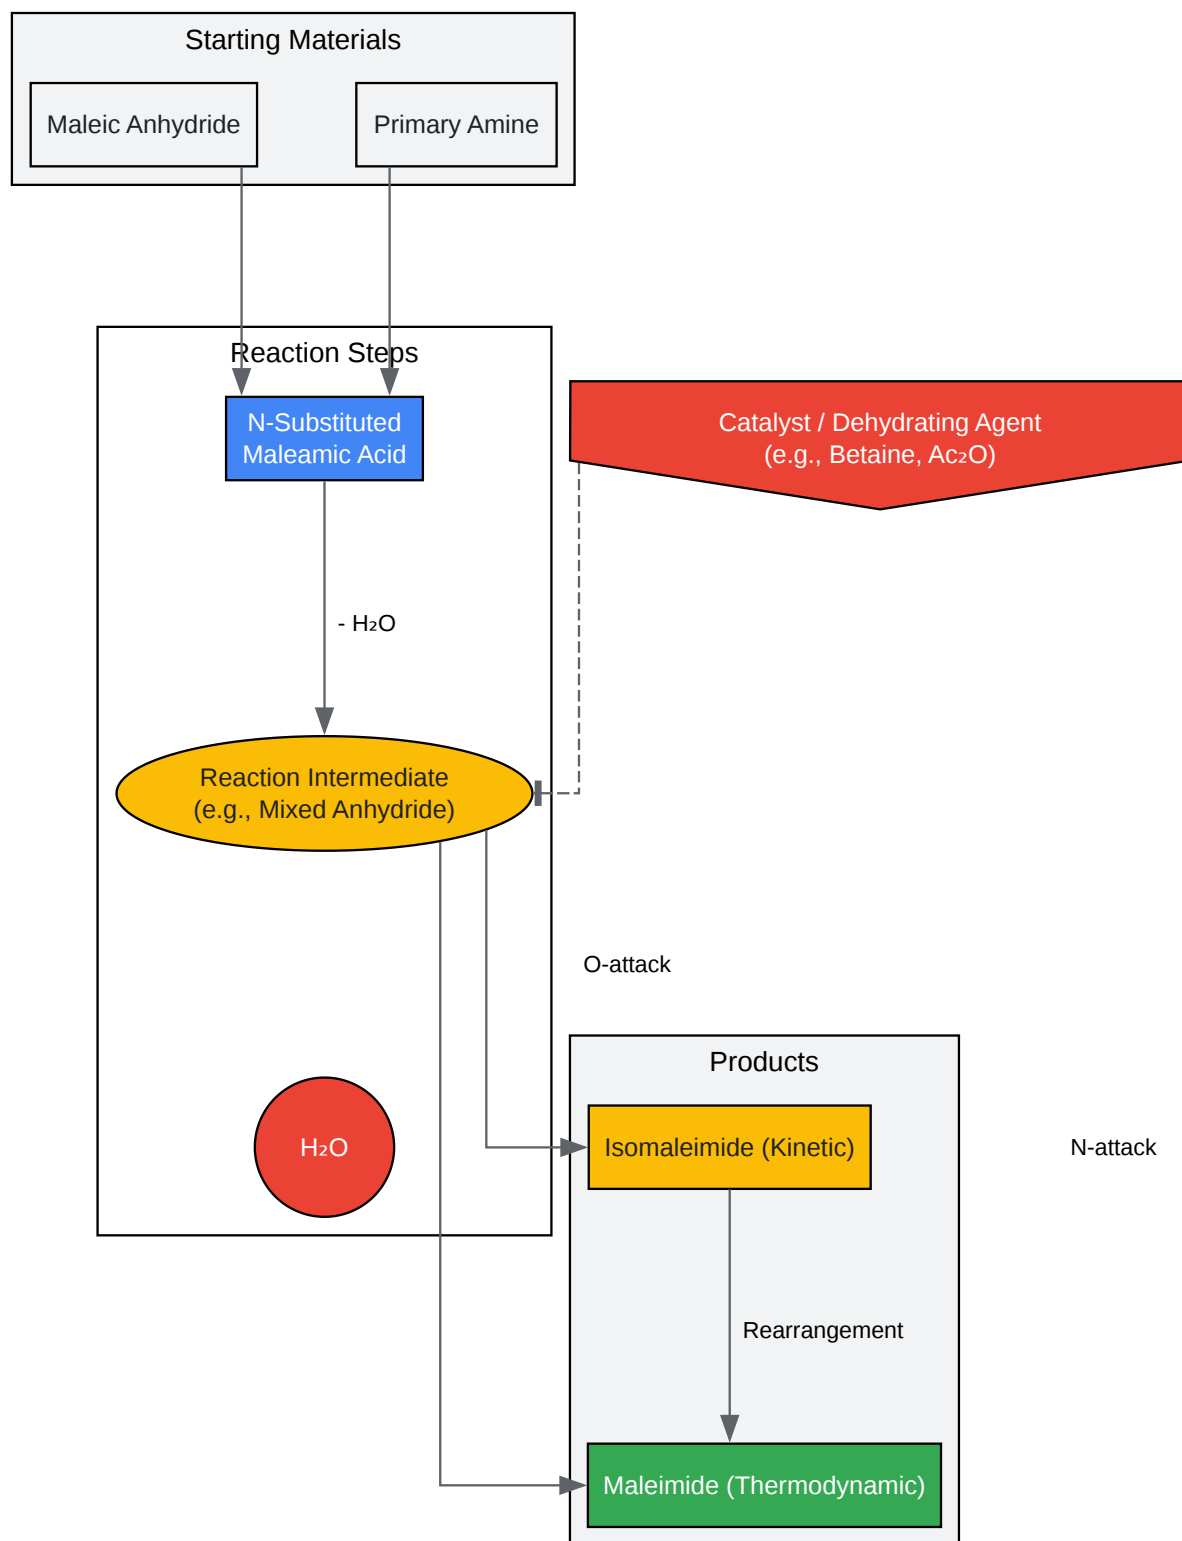 Starting Materials
Maleic Anhydride
Primary Amine
Reaction Steps
N-Substituted
Maleamic Acid
Catalyst / Dehydrating Agent
(e.g., Betaine, Ac₂O)
- H₂O
Reaction Intermediate
(e.g., Mixed Anhydride)
O-attack
Products
H₂O
Isomaleimide (Kinetic)
N-attack
Rearrangement
Maleimide (Thermodynamic)